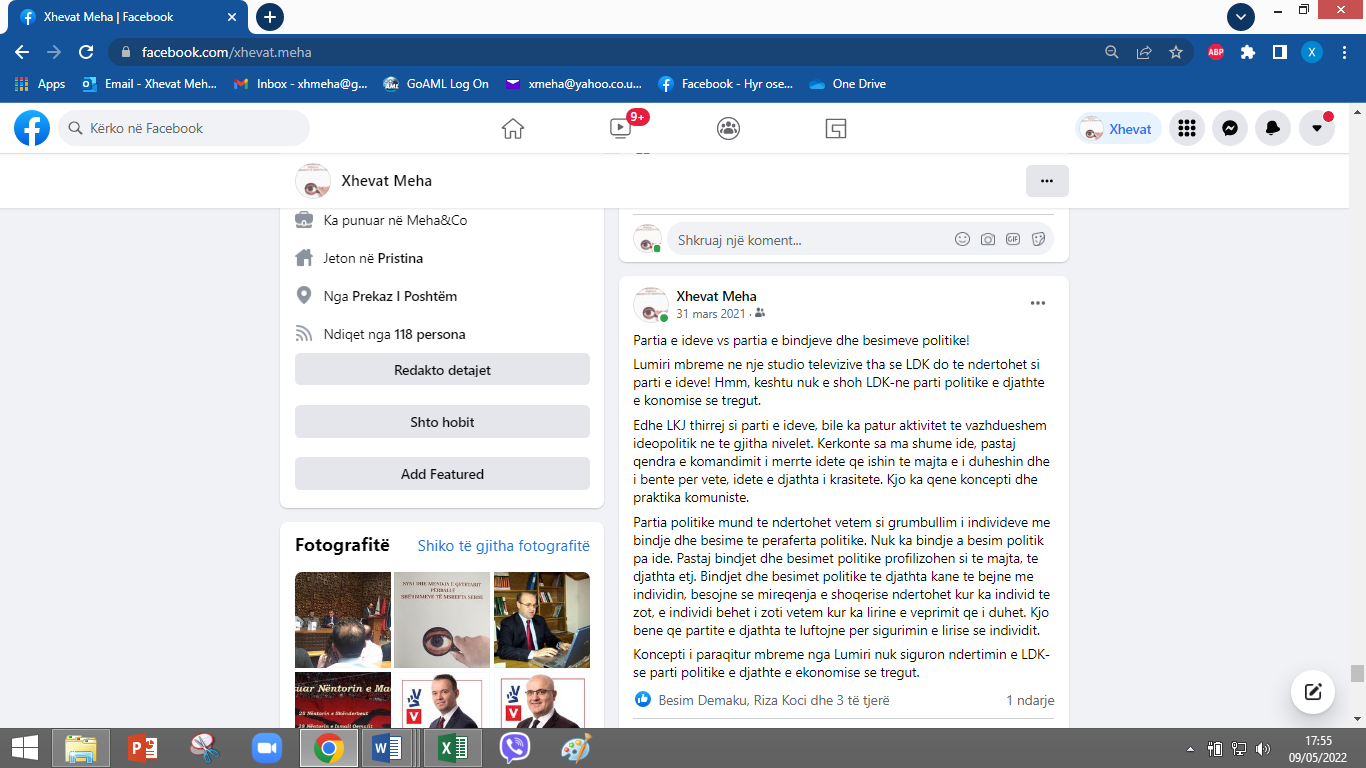 Xhevat Meha | Facebook
facebook.com/xhevat.meha
ABP
X
Apps
Email - Xhevat Meh...
Inbox - xhmeha@g...
GoAML Log On
xmeha@yahoo.co.u...
Facebook - Hyr ose...
One Drive
Kërko në Facebook
9+
Xhevat
Xhevat Meha
Ka punuar në Meha&Co
Jeton në Pristina
Nga Prekaz I Poshtëm
Ndiqet nga 118 persona
Redakto detajet
Shto hobit
Add Featured
Fotografitë
Shiko të gjitha fotografitë
Shkruaj një koment...
GIF
Xhevat Meha
31 mars 2021 ·
Partia e ideve vs partia e bindjeve dhe besimeve politike!
Lumiri mbreme ne nje studio televizive tha se LDK do te ndertohet si
parti e ideve! Hmm, keshtu nuk e shoh LDK-ne parti politike e djathte
e konomise se tregut.
Edhe LKJ thirrej si parti e ideve, bile ka patur aktivitet te vazhdueshem
ideopolitik ne te gjitha nivelet. Kerkonte sa ma shume ide, pastaj
qendra e komandimit i merrte idete qe ishin te majta e i duheshin dhe
i bente per vete, idete e djathta i krasitete. Kjo ka qene koncepti dhe
praktika komuniste.
Partia politike mund te ndertohet vetem si grumbullim i individeve me
bindje dhe besime te peraferta politike. Nuk ka bindje a besim politik
pa ide. Pastaj bindjet dhe besimet politike profilizohen si te majta, te
djathta etj. Bindjet dhe besimet politike te djathta kane te bejne me
individin, besojne se mireqenja e shoqerise ndertohet kur ka individ te
zot, e individi behet i zoti vetem kur ka lirine e veprimit qe i duhet. Kjo
bene qe partite e djathta te luftojne per sigurimin e lirise se individit.
Koncepti i paraqitur mbreme nga Lumiri nuk siguron ndertimin e LDK-
se parti politike e djathte e ekonomise se tregut.
Besim Demaku, Riza Koci dhe 3 të tjerë
1 ndarje
17:55
09/05/2022